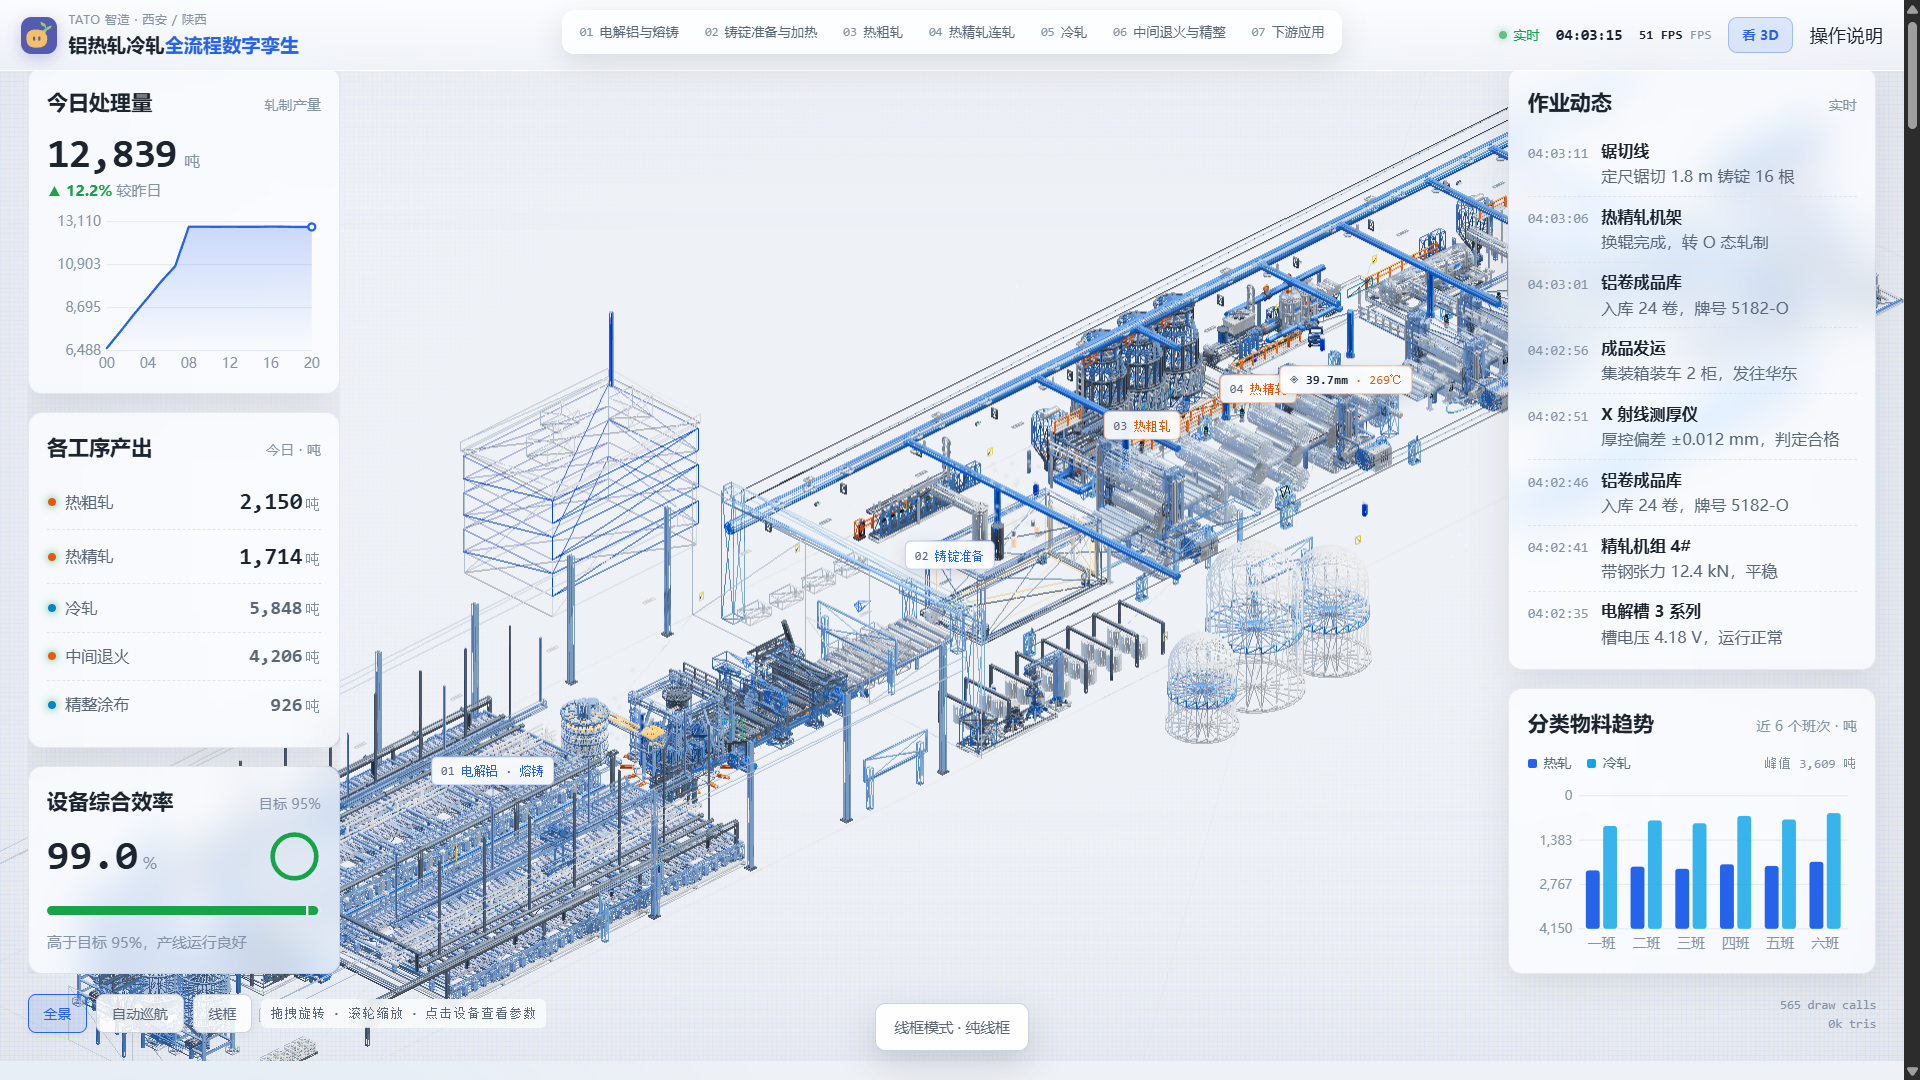 TATO 智造 · 西安 / 陕西
铝热轧冷轧全流程数字孪生
01 电解铝与熔铸
02 铸锭准备与加热
03 热粗轧
04 热精轧连轧
05 冷轧
06 中间退火与精整
07 下游应用
实时
04:03:15
51 FPS FPS
看 3D
操作说明
今日处理量
轧制产量
12,839 吨
▲ 12.2% 较昨日
13,110
10,903
8,695
6,488
00 04 08 12 16 20
各工序产出
今日 · 吨
热粗轧 2,150 吨
热精轧 1,714 吨
冷轧 5,848 吨
中间退火 4,206 吨
精整涂布 926 吨
设备综合效率
目标 95%
99.0 %
高于目标 95%，产线运行良好
全景
自动巡航
线框
拖拽旋转 · 滚轮缩放 · 点击设备查看参数
01 电解铝 · 熔铸
02 铸锭准备
03 热粗轧
04 热精
◈ 39.7mm · 269℃
线框模式 · 纯线框
作业动态
实时
04:03:11 锯切线
定尺锯切 1.8 m 铸锭 16 根
04:03:06 热精轧机架
换辊完成，转 O 态轧制
04:03:01 铝卷成品库
入库 24 卷，牌号 5182-O
04:02:56 成品发运
集装箱装车 2 柜，发往华东
04:02:51 X 射线测厚仪
厚控偏差 ±0.012 mm，判定合格
04:02:46 铝卷成品库
入库 24 卷，牌号 5182-O
04:02:41 精轧机组 4#
带钢张力 12.4 kN，平稳
04:02:35 电解槽 3 系列
槽电压 4.18 V，运行正常
分类物料趋势
近 6 个班次 · 吨
热轧
冷轧
峰值 3,609 吨
0
1,383
2,767
4,150
一班 二班 三班 四班 五班 六班
565 draw calls
0k tris